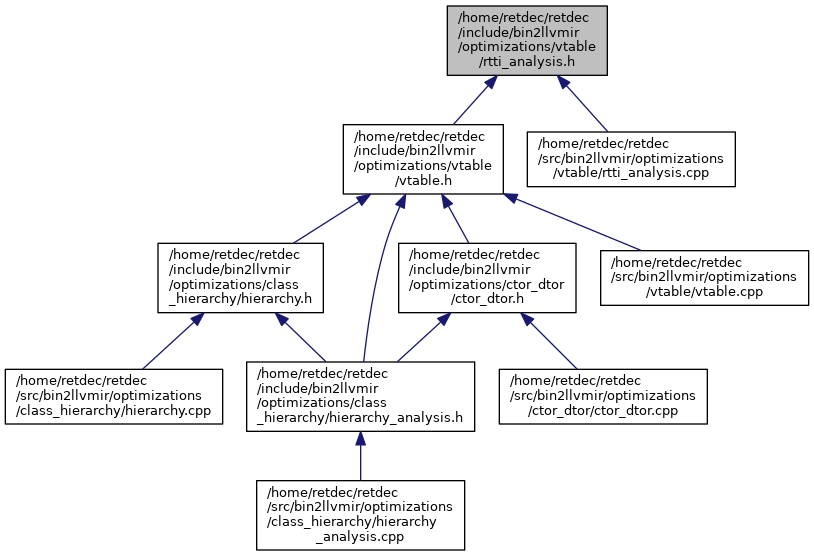 /home/retdec/retdec
/include/bin2llvmir
/optimizations/vtable
/rtti_analysis.h
/home/retdec/retdec
/include/bin2llvmir
/optimizations/vtable
/vtable.h
/home/retdec/retdec
/src/bin2llvmir/optimizations
/vtable/rtti_analysis.cpp
/home/retdec/retdec
/include/bin2llvmir
/optimizations/class
_hierarchy/hierarchy.h
/home/retdec/retdec
/include/bin2llvmir
/optimizations/ctor_dtor
/ctor_dtor.h
/home/retdec/retdec
/src/bin2llvmir/optimizations
/vtable/vtable.cpp
/home/retdec/retdec
/src/bin2llvmir/optimizations
/class_hierarchy/hierarchy.cpp
/home/retdec/retdec
/include/bin2llvmir
/optimizations/class
_hierarchy/hierarchy_analysis.h
/home/retdec/retdec
/src/bin2llvmir/optimizations
/ctor_dtor/ctor_dtor.cpp
/home/retdec/retdec
/src/bin2llvmir/optimizations
/class_hierarchy/hierarchy
_analysis.cpp